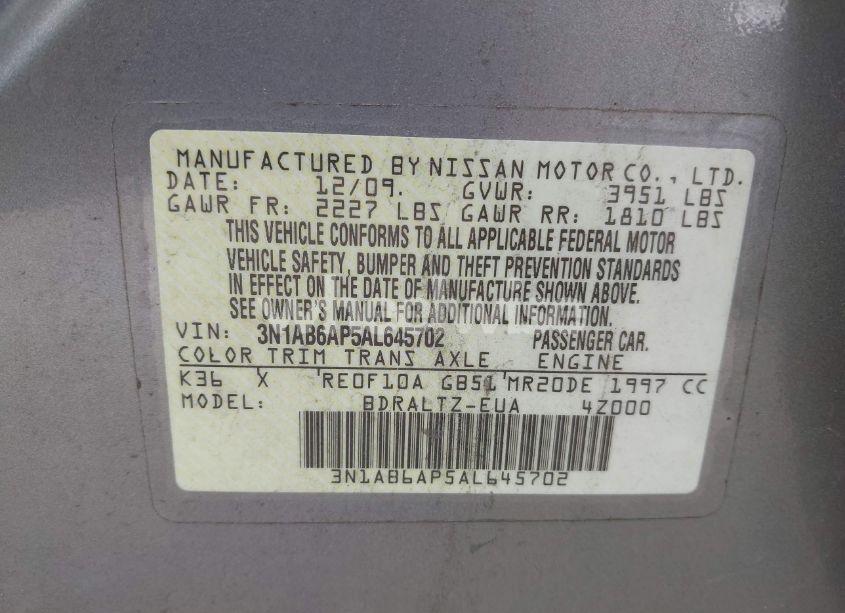 MANUFACTURED BY NISSAN MOTOR CO., LTD.
DATE: 12/09. GVWR: 3951 LBS
GAWR FR: 2227 LBS GAWR RR: 1810 LBS
THIS VEHICLE CONFORMS TO ALL APPLICABLE FEDERAL MOTOR
VEHICLE SAFETY, BUMPER AND THEFT PREVENTION STANDARDS
IN EFFECT ON THE DATE OF MANUFACTURE SHOWN ABOVE.
SEE OWNER'S MANUAL FOR ADDITIONAL INFORMATION.
VIN: 3N1AB6AP5AL645702 PASSENGER CAR.
COLOR TRIM TRANS AXLE ENGINE
K36 X 'RE0F10A GB51'MR20DE 1997 CC
MODEL: BDRALTZ-EUA 4Z000
3N1AB6AP5AL645702